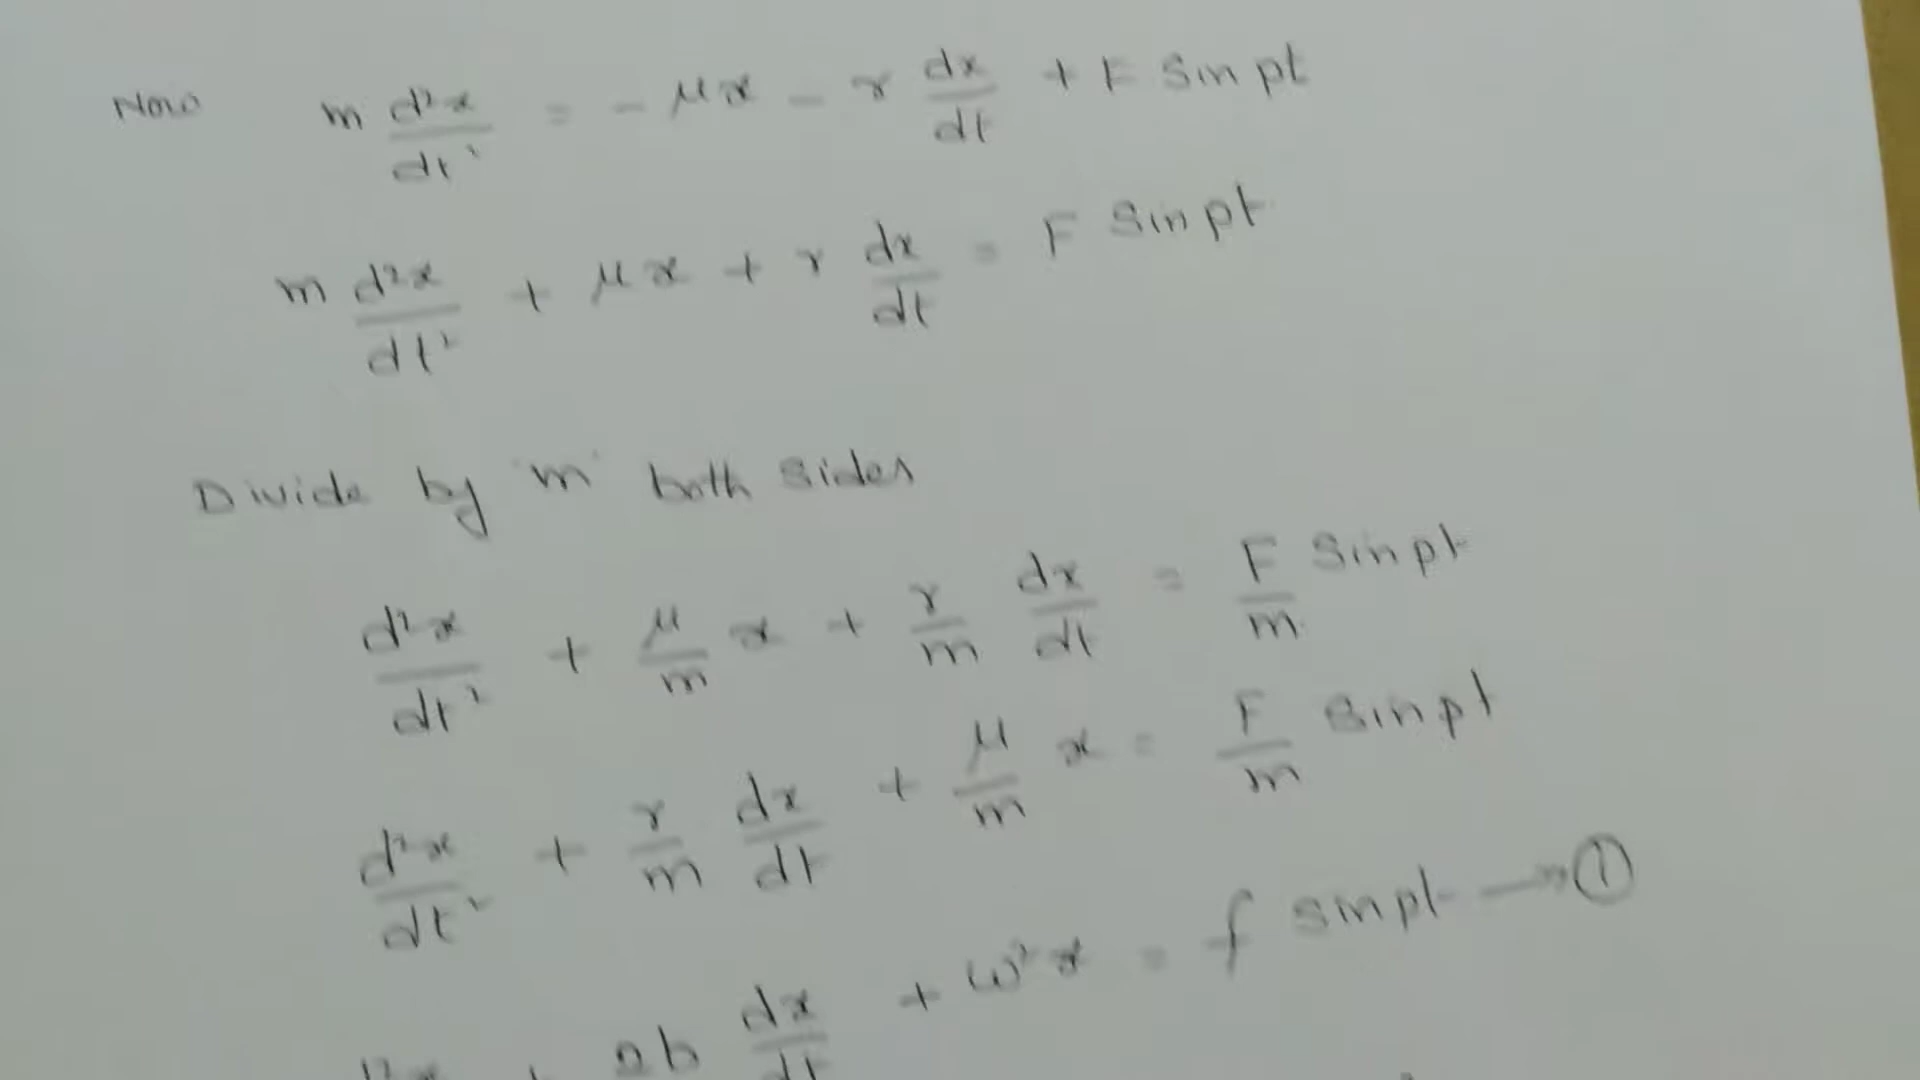 Now m d²x/dt² = - μx - r dx/dt + F Sin pt
m d²x/dt² + μx + r dx/dt = F Sin pt
Divide by 'm' both sides
d²x/dt² + μ/m x + r/m dx/dt = F/m Sin pt
d²x/dt² + r/m dx/dt + μ/m x = F/m Sin pt
d²x + 2b dx/dt + ω²x = f sin pt → ①